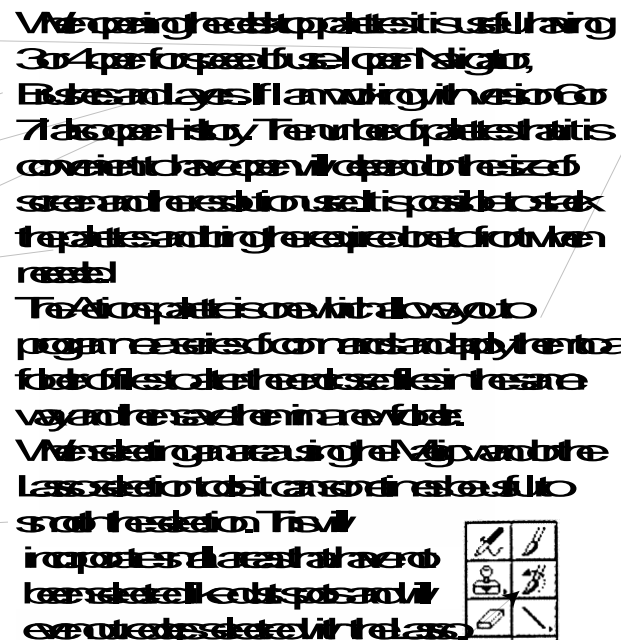 When opening the desktop palettes it is useful having
3 or 4 open for speed of use. I open Navigator,
Brushes and Layers. If I am working with version 6 or
7 I also open History. The number of palettes that it is
convenient to have open will depend on the size of
screen and the resolution used. It is possible to stack
the palettes and bring the required one to front when
needed.
The Actions palette is one which allows you to
program a series of commands and apply them to a
folder of files to alter the enclosed files in the same
way and then save them in a new folder.
When selecting an area using the Magic wand or the
Lasso selection tools it can sometimes be useful to
smooth the selection. This will
incorporate small areas that have not
been selected like dust spots and will
even out edges selected with the Lasso